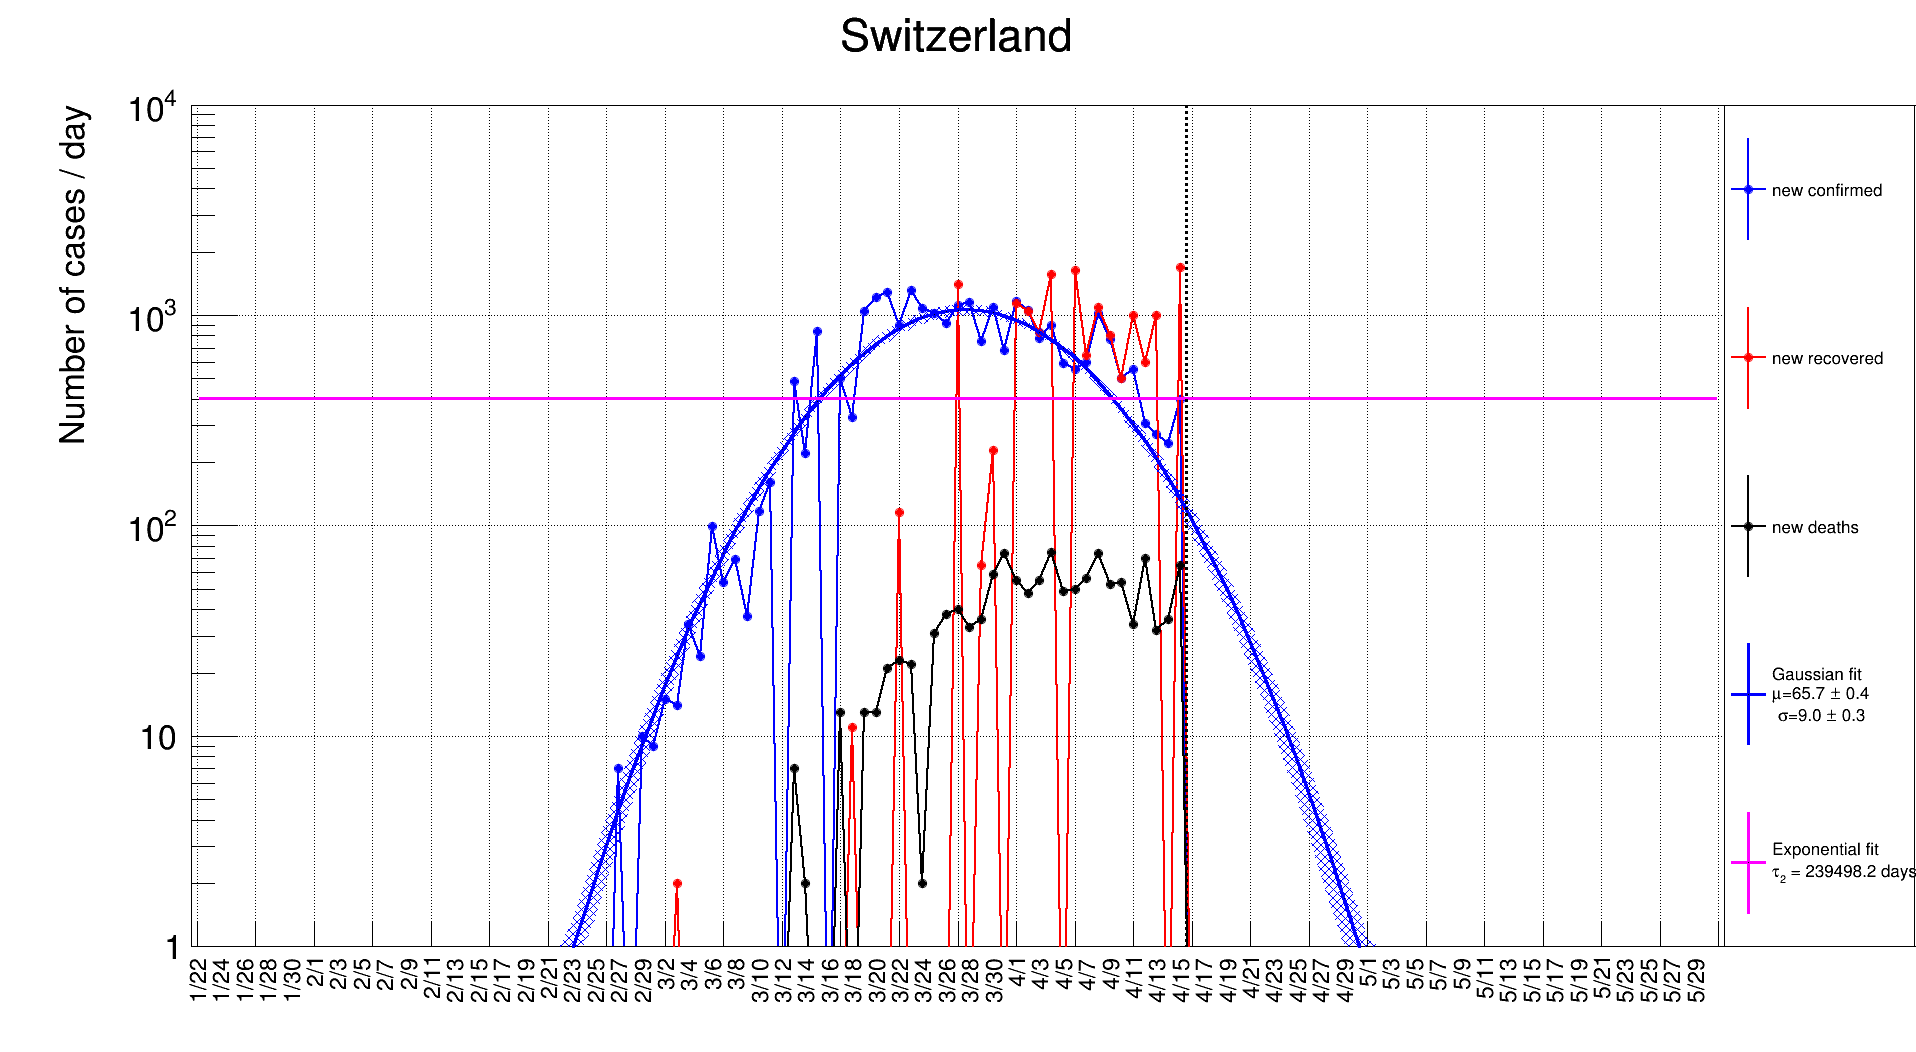 Switzerland
Number of cases / day
10^4
10^3
10^2
10
1
1/22 1/24 1/26 1/28 1/30 2/1 2/3 2/5 2/7 2/9 2/11 2/13 2/15 2/17 2/19 2/21 2/23 2/25 2/27 2/29 3/2 3/4 3/6 3/8 3/10 3/12 3/14 3/16 3/18 3/20 3/22 3/24 3/26 3/28 3/30 4/1 4/3 4/5 4/7 4/9 4/11 4/13 4/15 4/17 4/19 4/21 4/23 4/25 4/27 4/29 5/1 5/3 5/5 5/7 5/9 5/11 5/13 5/15 5/17 5/19 5/21 5/23 5/25 5/27 5/29
new confirmed
new recovered
new deaths
Gaussian fit
μ=65.7 ± 0.4
σ=9.0 ± 0.3
Exponential fit
τ₂ = 239498.2 days